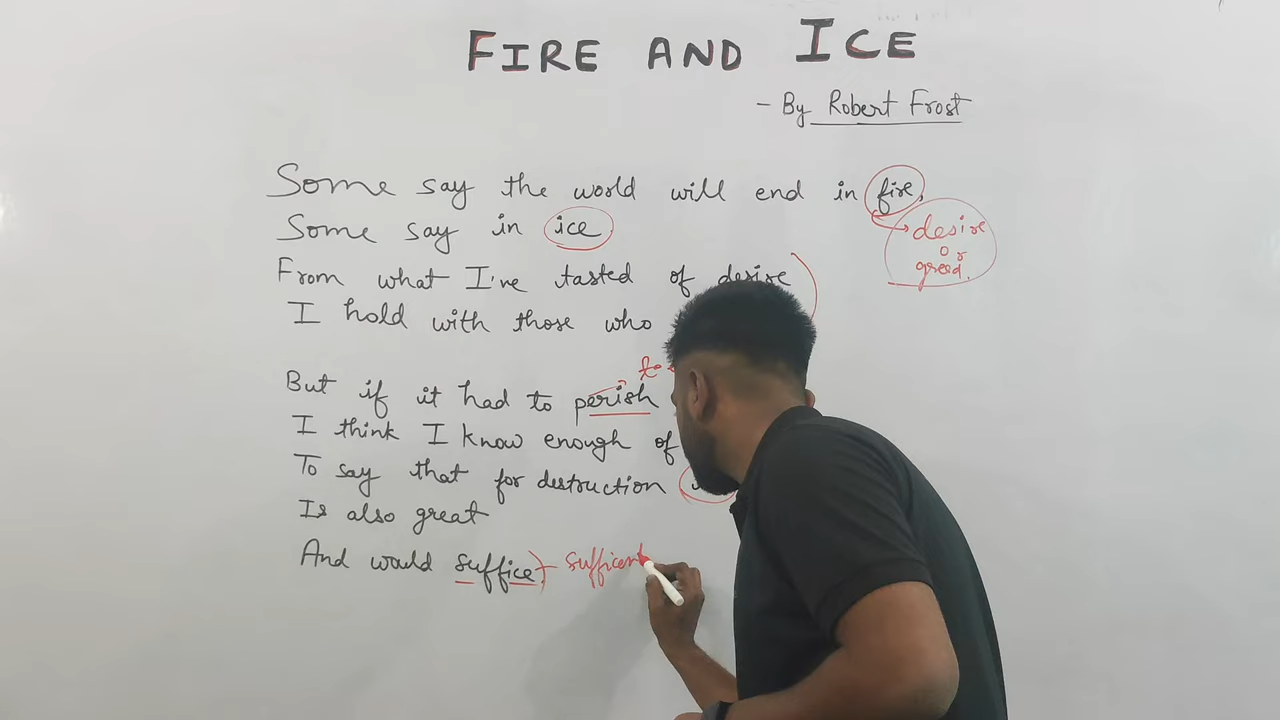 FIRE AND ICE
- By Robert Frost
Some say the world will end in fire,
desire
or
greed.
Some say in ice
From what I've tasted of desire
I hold with those who
But if it had to perish
I think I know enough of
To say that for destruction
Is also great
And would suffice - sufficent